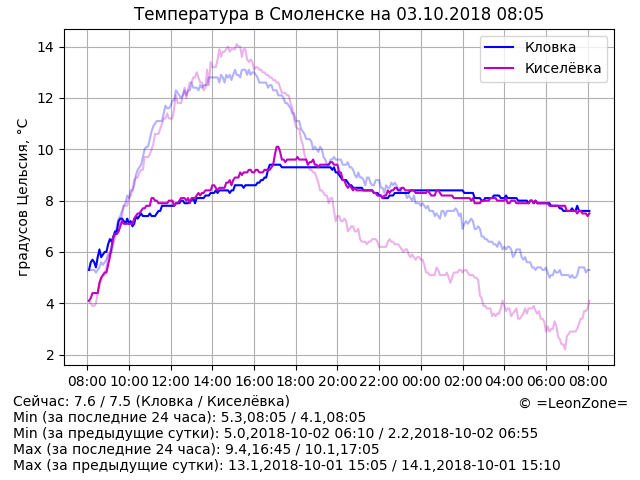 Температура в Смоленске на 03.10.2018 08:05
Кловка
Киселёвка
градусов Цельсия, °C
14
12
10
8
6
4
2
08:00 10:00 12:00 14:00 16:00 18:00 20:00 22:00 00:00 02:00 04:00 06:00 08:00
Сейчас: 7.6 / 7.5 (Кловка / Киселёвка)
© =LeonZone=
Min (за последние 24 часа): 5.3,08:05 / 4.1,08:05
Min (за предыдущие сутки): 5.0,2018-10-02 06:10 / 2.2,2018-10-02 06:55
Max (за последние 24 часа): 9.4,16:45 / 10.1,17:05
Max (за предыдущие сутки): 13.1,2018-10-01 15:05 / 14.1,2018-10-01 15:10